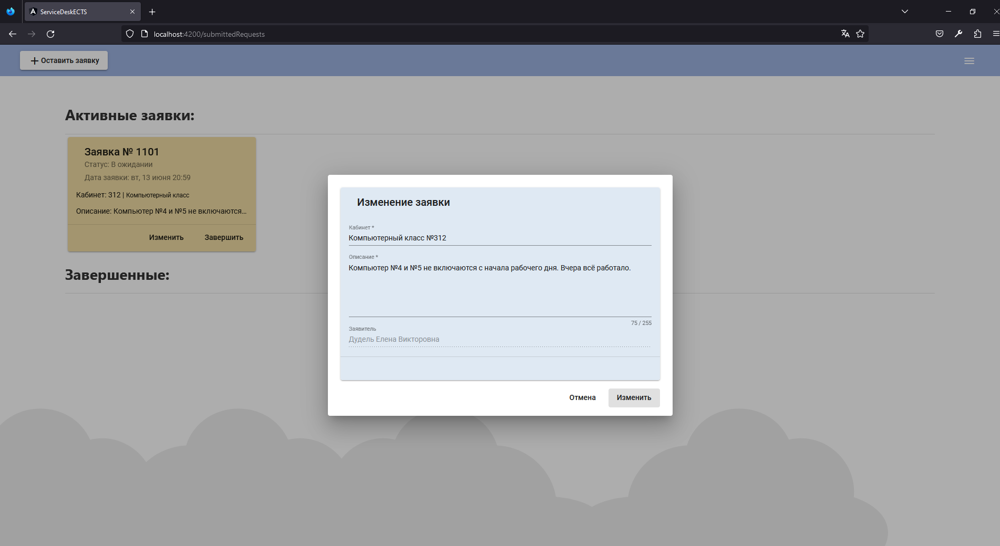 ServiceDeskECTS
localhost:4200/submittedRequests
Оставить заявку
Активные заявки:
Заявка № 1101
Статус: В ожидании
Дата заявки: вт, 13 июня 20:59
Кабинет: 312 | Компьютерный класс
Описание: Компьютер №4 и №5 не включаются...
Изменить Завершить
Завершенные:
Изменение заявки
Кабинет *
Компьютерный класс №312
Описание *
Компьютер №4 и №5 не включаются с начала рабочего дня. Вчера всё работало.
75 / 255
Заявитель
Дудель Елена Викторовна
Отмена Изменить